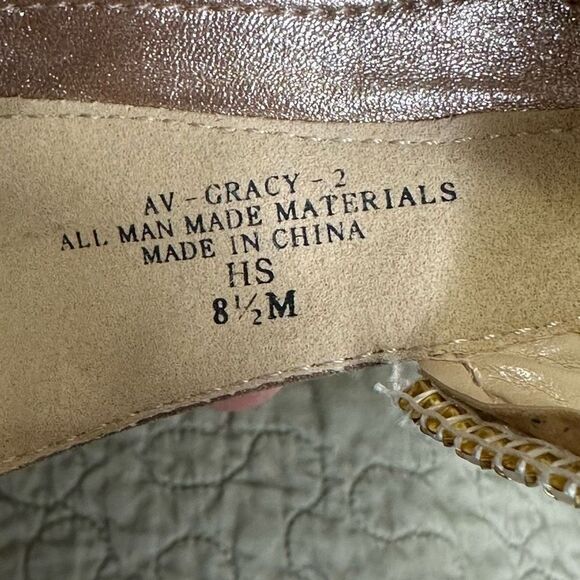 AV - GRACY - 2
ALL MAN MADE MATERIALS
MADE IN CHINA
HS
8½M